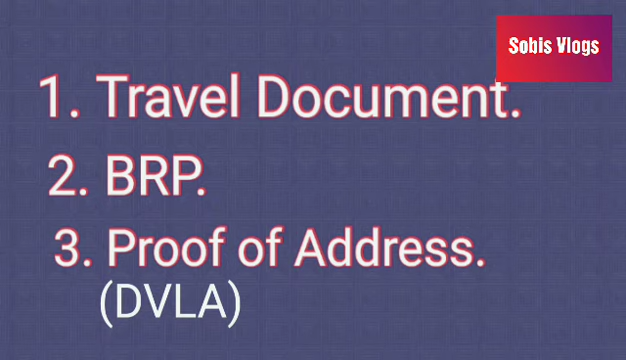 Sobis Vlogs
1. Travel Document.
2. BRP.
3. Proof of Address.
(DVLA)